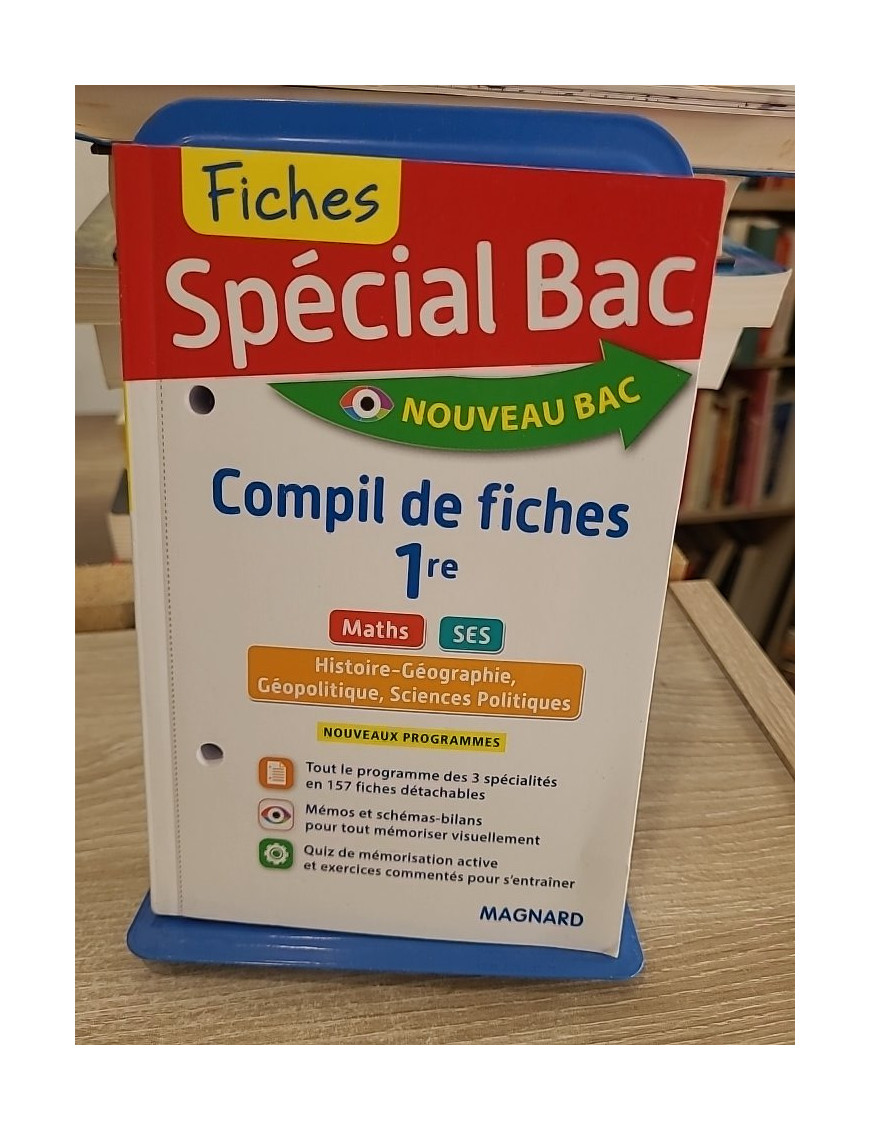 Fiches
Spécial Bac
NOUVEAU BAC
Compil de fiches
1re
Maths SES
Histoire-Géographie,
Géopolitique, Sciences Politiques
NOUVEAUX PROGRAMMES
Tout le programme des 3 spécialités
en 157 fiches détachables
Mémos et schémas-bilans
pour tout mémoriser visuellement
Quiz de mémorisation active
et exercices commentés pour s'entraîner
MAGNARD